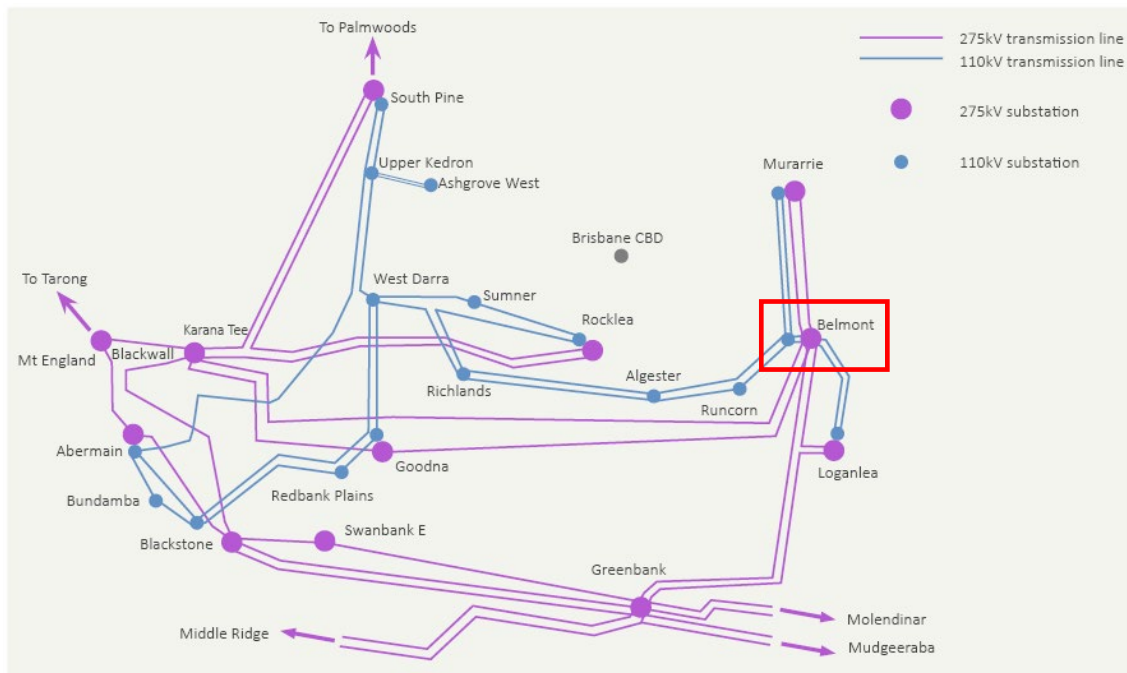 To Palmwoods
275kV transmission line
110kV transmission line
South Pine
275kV substation
Upper Kedron
110kV substation
Murarrie
Ashgrove West
Brisbane CBD
To Tarong
West Darra
Sumner
Rocklea
Belmont
Karana Tee
Mt England
Blackwall
Richlands
Algester
Runcorn
Abermain
Goodna
Loganlea
Bundamba
Redbank Plains
Blackstone
Swanbank E
Greenbank
Molendinar
Middle Ridge
Mudgeeraba